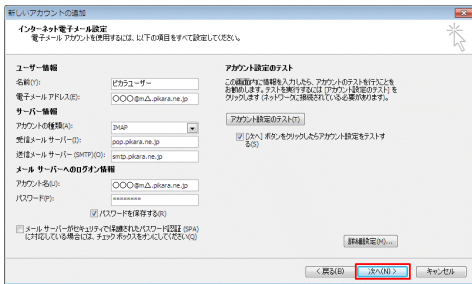 新しいアカウントの追加
インターネット電子メール設定
電子メール アカウントを使用するには、以下の項目をすべて設定してください。
ユーザー情報
名前(Y):
ピカラユーザー
電子メール アドレス(E):
○○○@m△.pikara.ne.jp
サーバー情報
アカウントの種類(A):
IMAP
受信メール サーバー(I):
pop.pikara.ne.jp
送信メール サーバー (SMTP)(O):
smtp.pikara.ne.jp
メール サーバーへのログオン情報
アカウント名(U):
○○○@m△.pikara.ne.jp
パスワード(P):
********
パスワードを保存する(R)
メール サーバーがセキュリティで保護されたパスワード認証 (SPA)
に対応している場合には、チェック ボックスをオンにしてください(Q)
アカウント設定のテスト
この画面内に情報を入力したら、アカウントのテストを行うことを
お勧めします。テストを実行するには [アカウント設定のテスト] を
クリックします (ネットワークに接続されている必要があります)。
アカウント設定のテスト(T)
[次へ] ボタンをクリックしたらアカウント設定をテストす
る(S)
詳細設定(M)...
< 戻る(B)
次へ(N) >
キャンセル